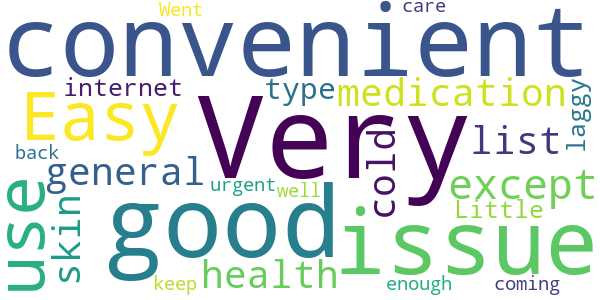 Went
care
convenient
internet
type
medication
Easy
Very
cold
list
laggy
back
general
urgent
well
except
use
skin
good
issue
Little
health
keep
enough
coming